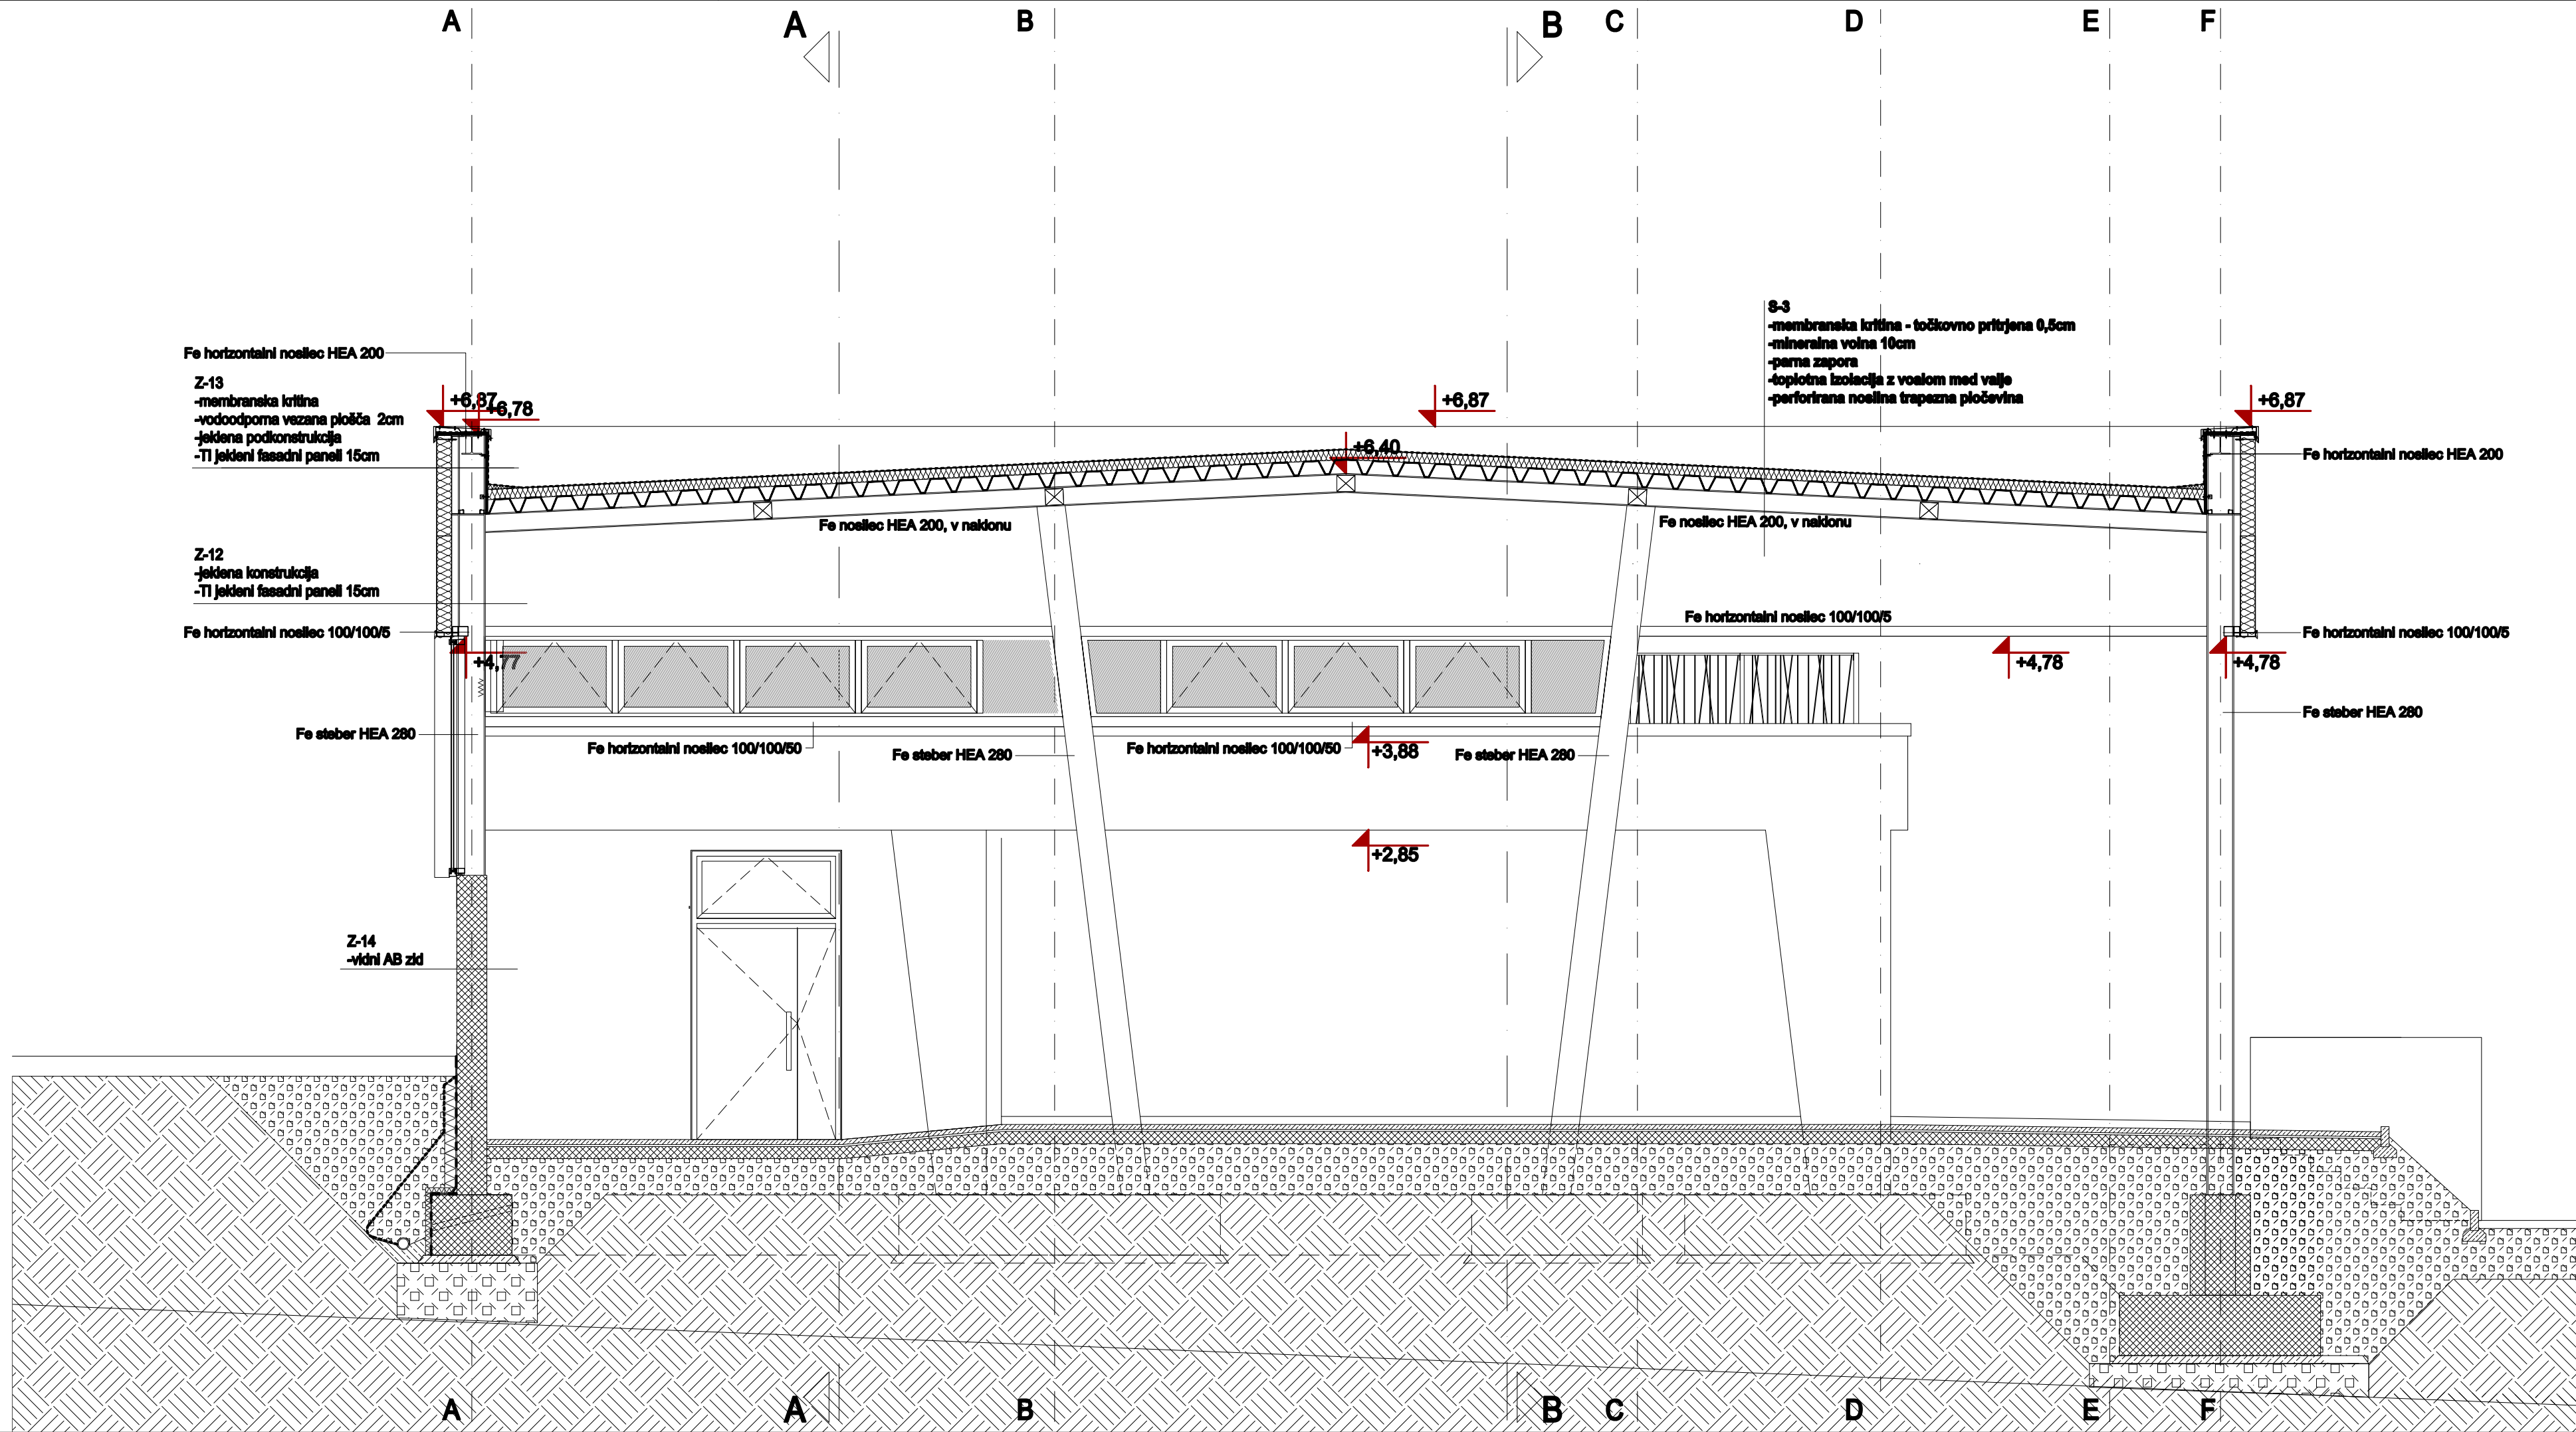 A
A
B
B
C
D
E
F
S-3
-membranska kritina - točkovno pritrjena 0,5cm
-mineralna volna 10cm
-parna zapora
-toplotna izolacija z voalom med valje
-perforirana nosilna trapezna pločevina
Fe horizontalni nosilec HEA 200
Z-13
-membranska kritina
-vodoodporna vezana plošča 2cm
-jeklena podkonstrukcija
-TI jekleni fasadni paneli 15cm
+6,87
+6,78
+6,87
+6,87
+6,40
Fe horizontalni nosilec HEA 200
Fe nosilec HEA 200, v naklonu
Fe nosilec HEA 200, v naklonu
Z-12
-jeklena konstrukcija
-TI jekleni fasadni paneli 15cm
Fe horizontalni nosilec 100/100/5
Fe horizontalni nosilec 100/100/5
Fe horizontalni nosilec 100/100/5
+4,77
+4,78
+4,78
Fe steber HEA 280
Fe steber HEA 280
Fe horizontalni nosilec 100/100/50
Fe steber HEA 280
Fe horizontalni nosilec 100/100/50
+3,88
Fe steber HEA 280
+2,85
Z-14
-vidni AB zid
A
A
B
B
C
D
E
F